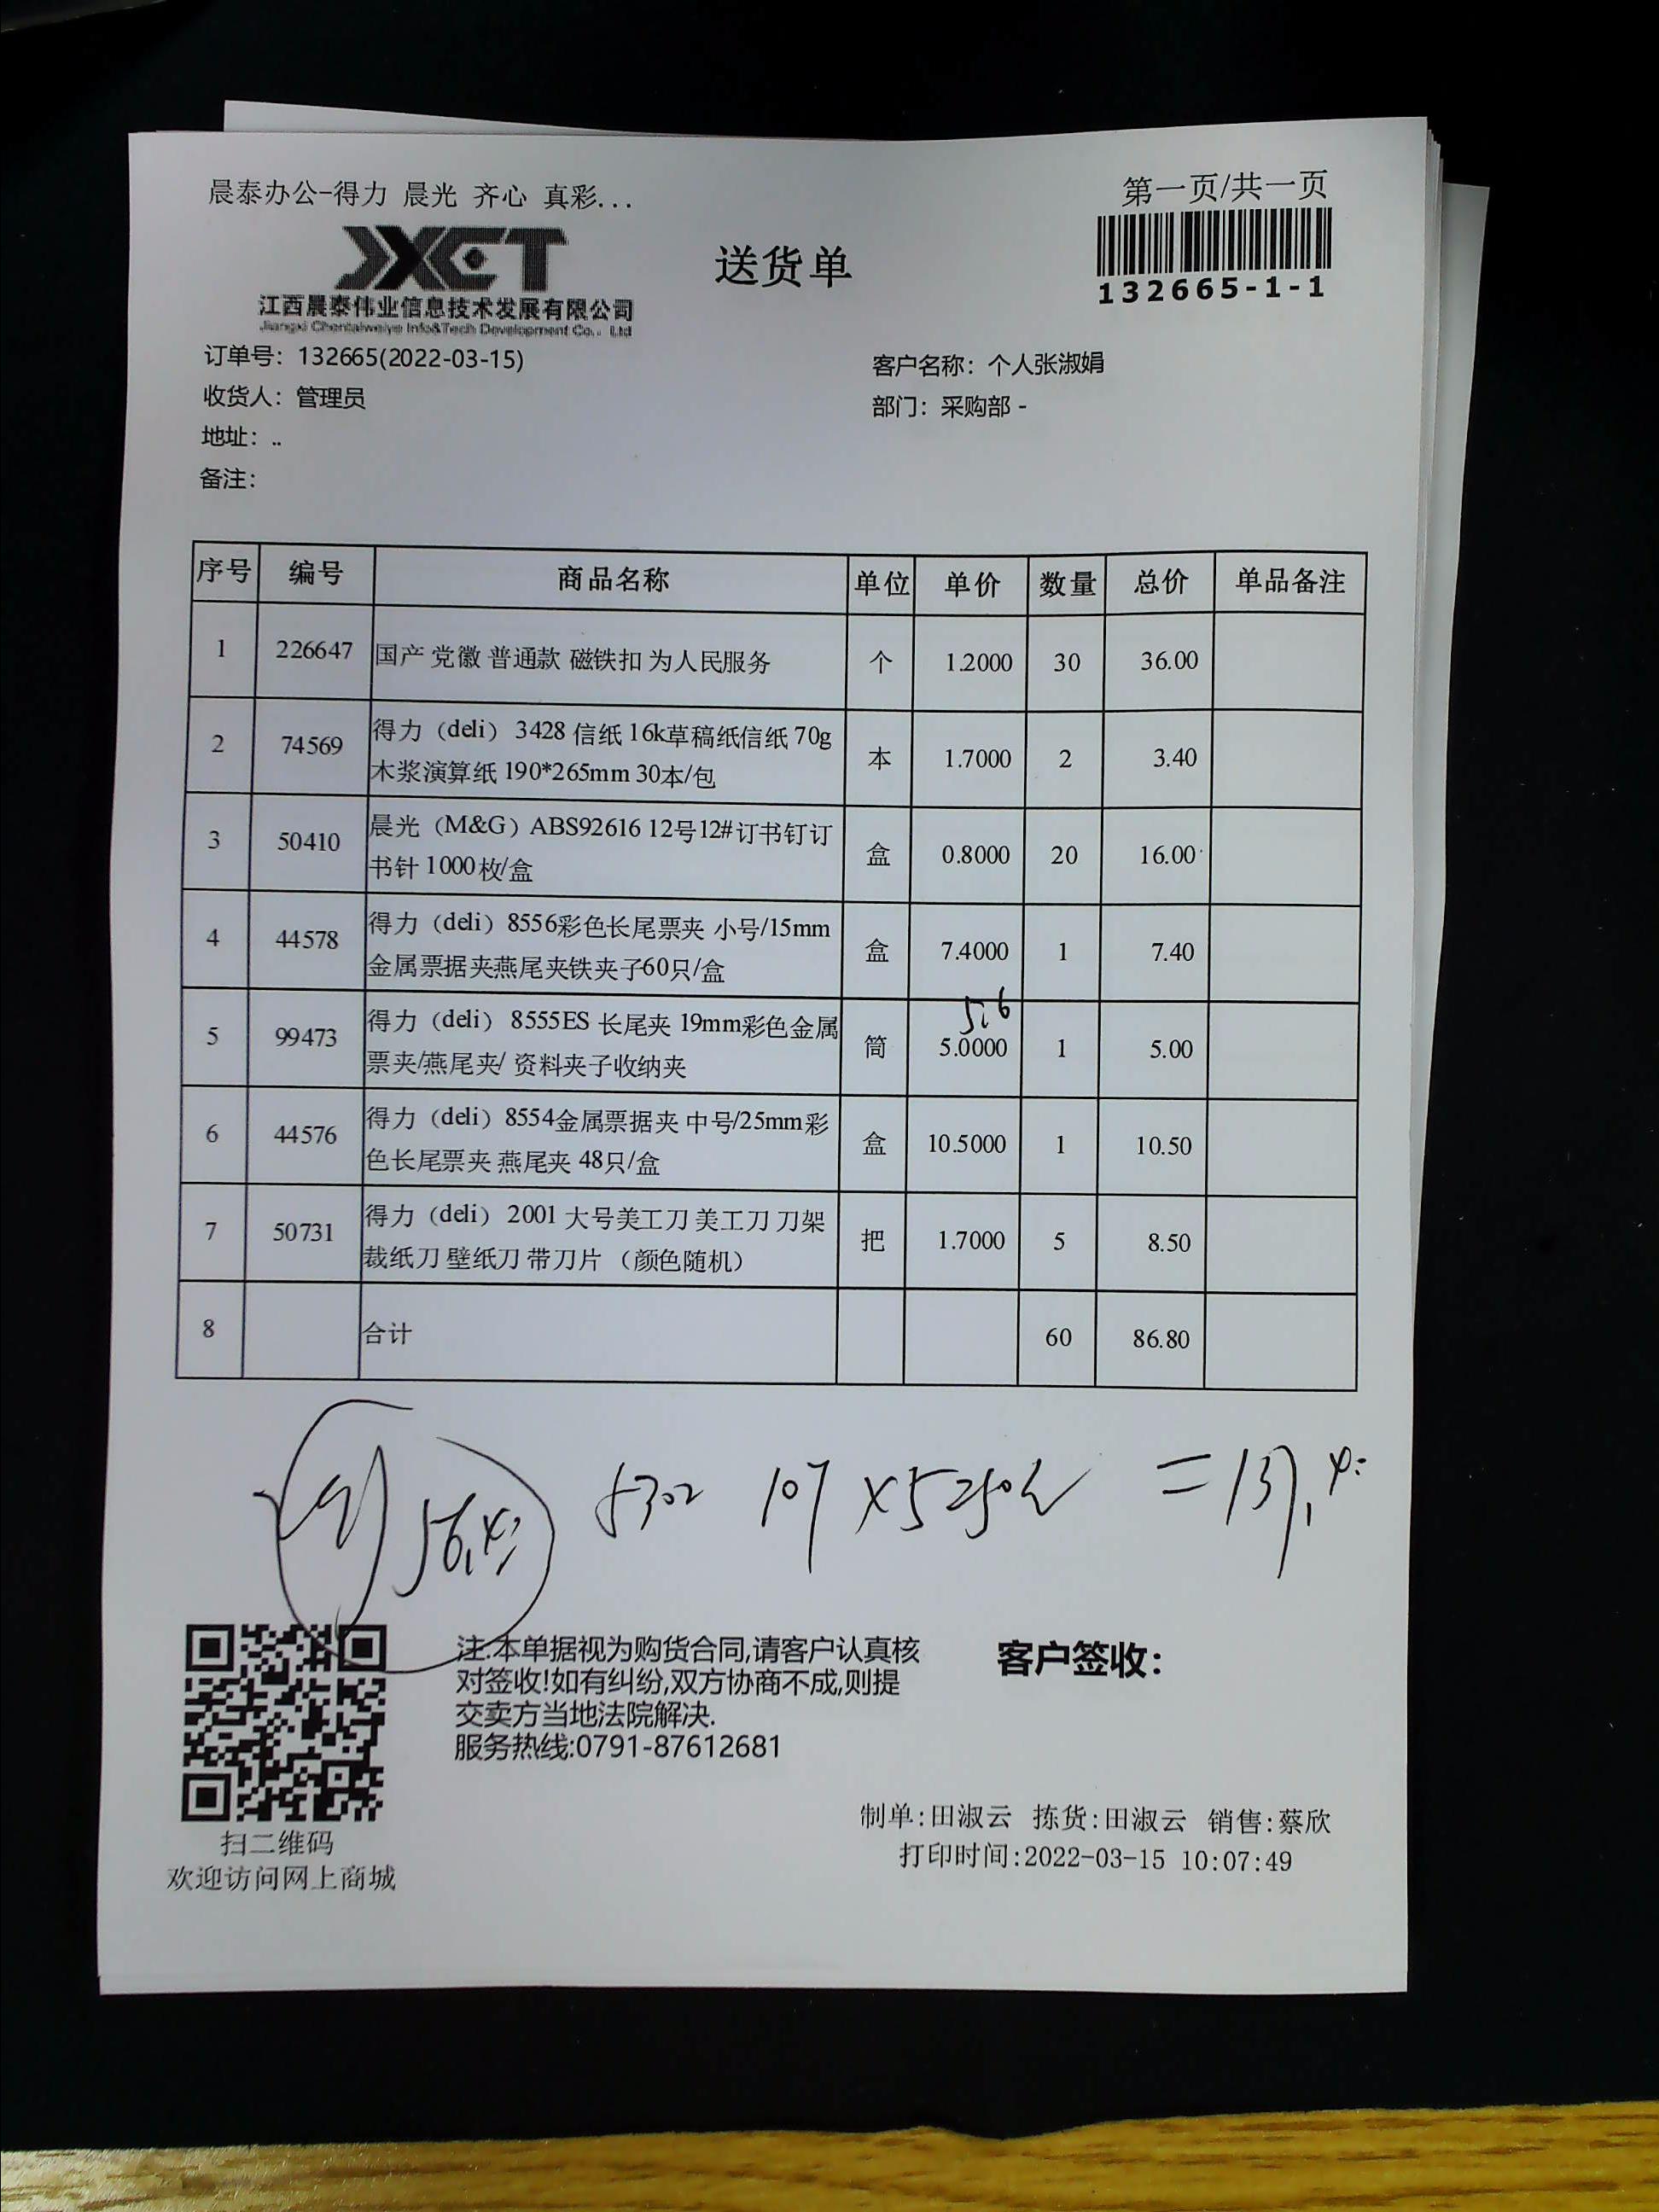 晨泰办公-得力 晨光 齐心 真彩...
第一页/共一页
JXCT
送货单
132665-1-1
江西晨泰伟业信息技术发展有限公司
Jiangxi Chentaiweiye Info&Tech Development Co., Ltd
订单号：132665(2022-03-15)
客户名称：个人张淑娟
收货人：管理员
部门：采购部 -
地址：..
备注：
序号 编号 商品名称 单位 单价 数量 总价 单品备注
1 226647 国产 党徽 普通款 磁铁扣 为人民服务 个 1.2000 30 36.00
2 74569 得力（deli） 3428 信纸 16k草稿纸信纸 70g
木浆演算纸 190*265mm 30本/包 本 1.7000 2 3.40
3 50410 晨光（M&G）ABS92616 12号12#订书钉订
书针 1000枚/盒 盒 0.8000 20 16.00
4 44578 得力（deli）8556彩色长尾票夹 小号/15mm
金属票据夹燕尾夹铁夹子60只/盒 盒 7.4000 1 7.40
5.6
5 99473 得力（deli） 8555ES 长尾夹 19mm彩色金属
票夹/燕尾夹/ 资料夹子收纳夹 筒 5.0000 1 5.00
6 44576 得力（deli）8554金属票据夹 中号/25mm彩
色长尾票夹 燕尾夹 48只/盒 盒 10.5000 1 10.50
7 50731 得力（deli） 2001 大号美工刀 美工刀 刀架
裁纸刀 壁纸刀 带刀片 （颜色随机） 把 1.7000 5 8.50
8 合计 60 86.80
5302 107 ×5
注:本单据视为购货合同,请客户认真核
对签收!如有纠纷,双方协商不成,则提
交卖方当地法院解决.
服务热线:0791-87612681
客户签收：
扫二维码
欢迎访问网上商城
制单:田淑云 拣货:田淑云 销售:蔡欣
打印时间:2022-03-15 10:07:49